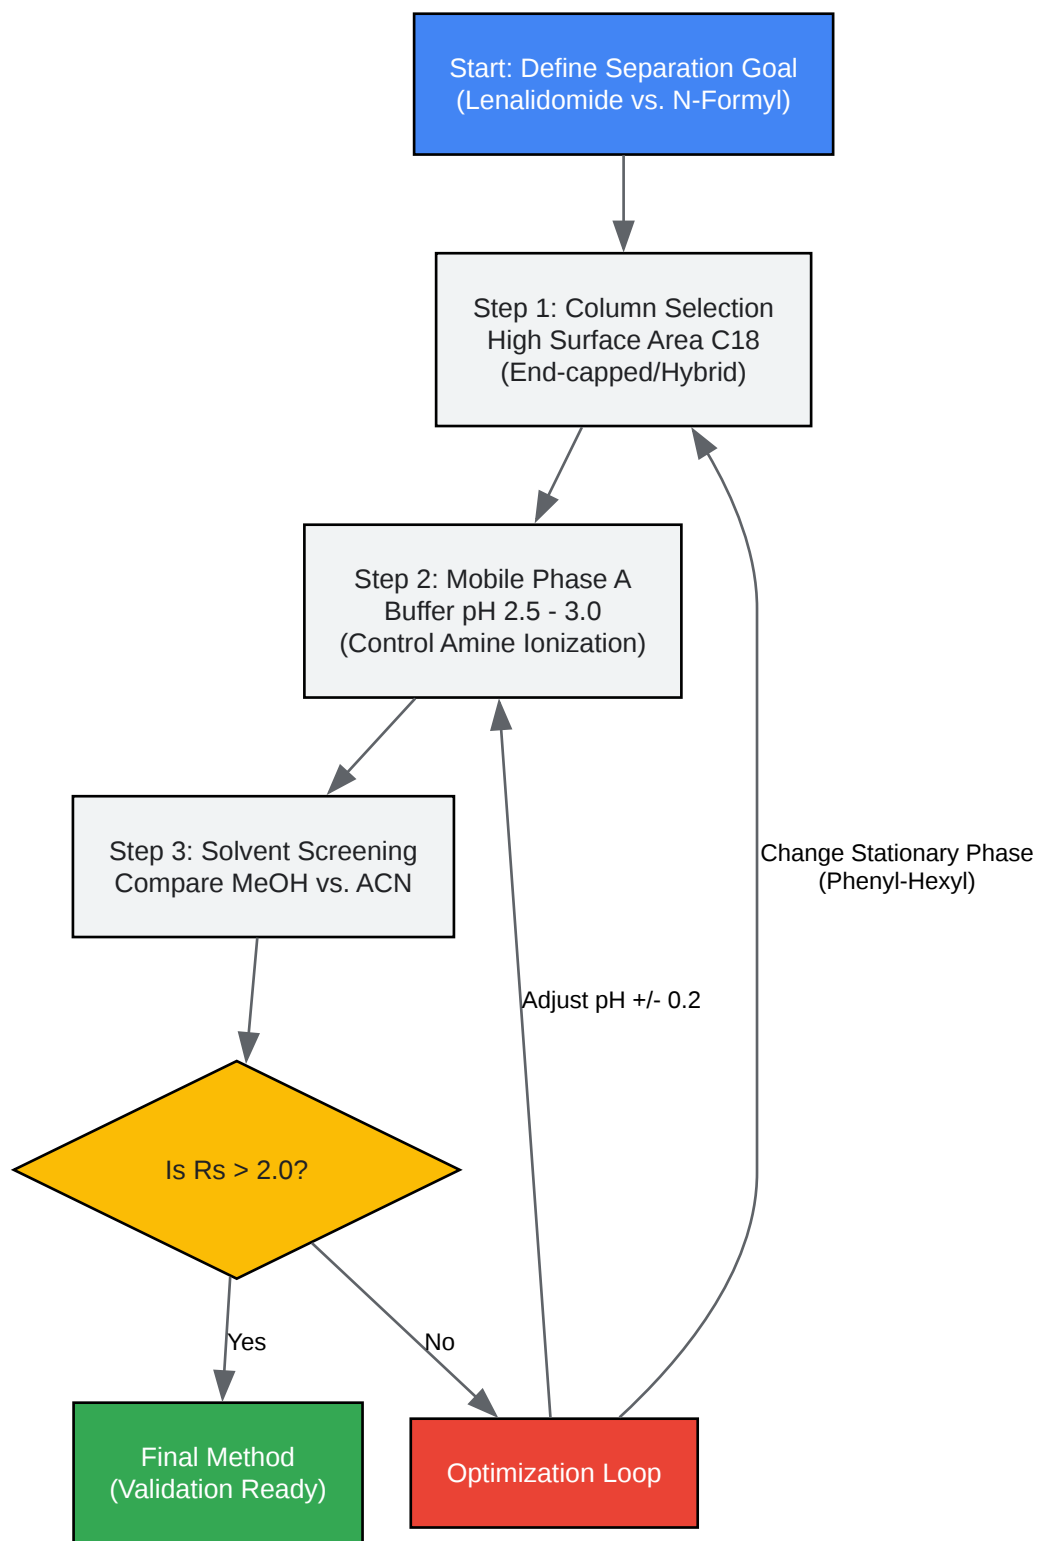 Start: Define Separation Goal
(Lenalidomide vs. N-Formyl)
Step 1: Column Selection
High Surface Area C18
(End-capped/Hybrid)
Step 2: Mobile Phase A
Buffer pH 2.5 - 3.0
(Control Amine Ionization)
Step 3: Solvent Screening
Compare MeOH vs. ACN
Change Stationary Phase
(Phenyl-Hexyl)
Adjust pH +/- 0.2
Is Rs > 2.0?
Yes
No
Final Method
(Validation Ready)
Optimization Loop